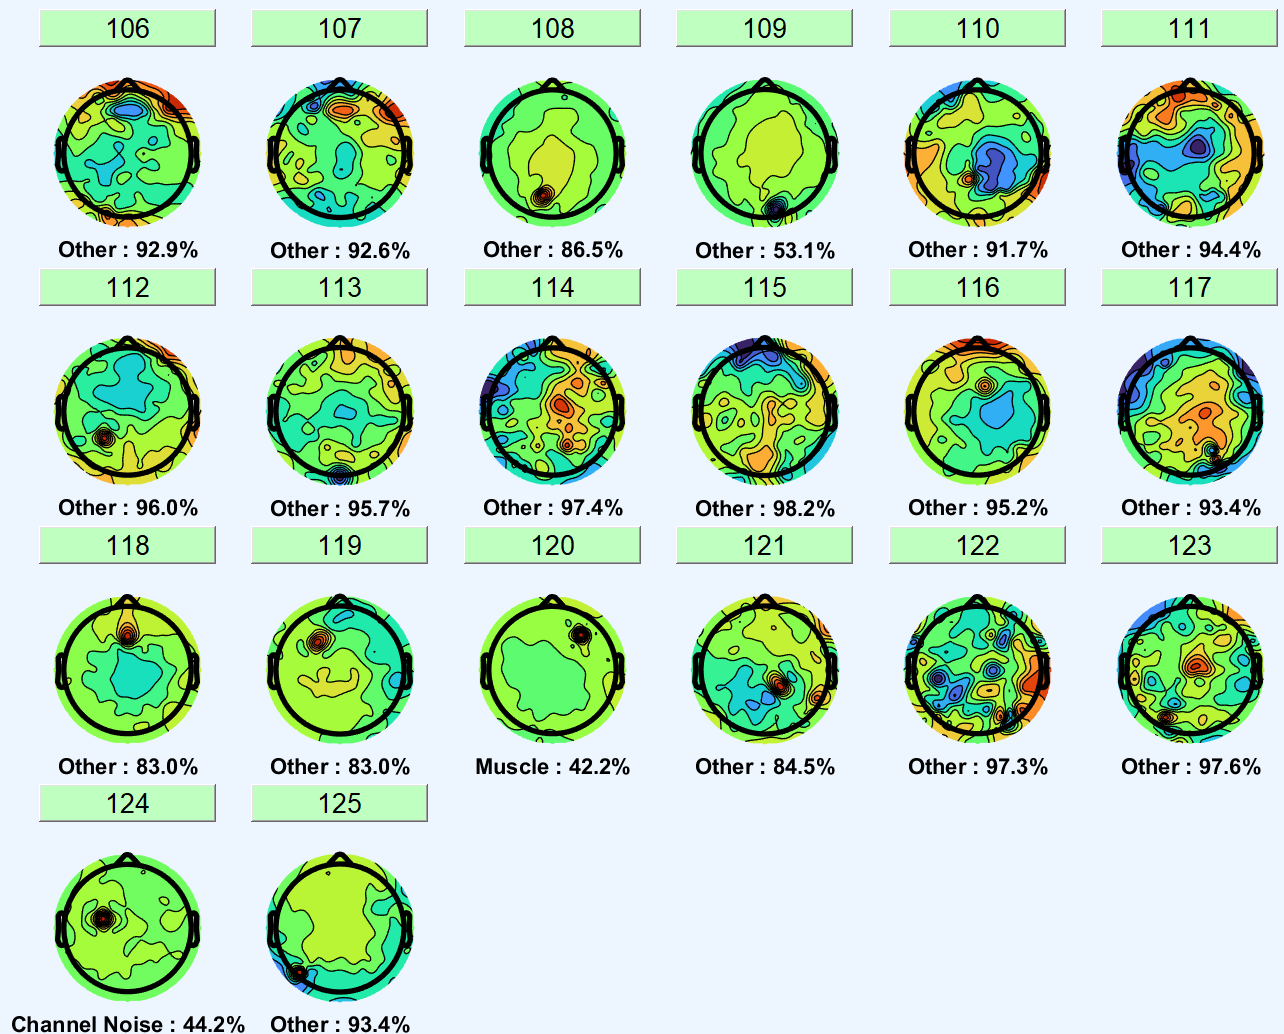 106 107 108 109 110 111
Other : 92.9% Other : 92.6% Other : 86.5% Other : 53.1% Other : 91.7% Other : 94.4%
112 113 114 115 116 117
Other : 96.0% Other : 95.7% Other : 97.4% Other : 98.2% Other : 95.2% Other : 93.4%
118 119 120 121 122 123
Other : 83.0% Other : 83.0% Muscle : 42.2% Other : 84.5% Other : 97.3% Other : 97.6%
124 125
Channel Noise : 44.2% Other : 93.4%